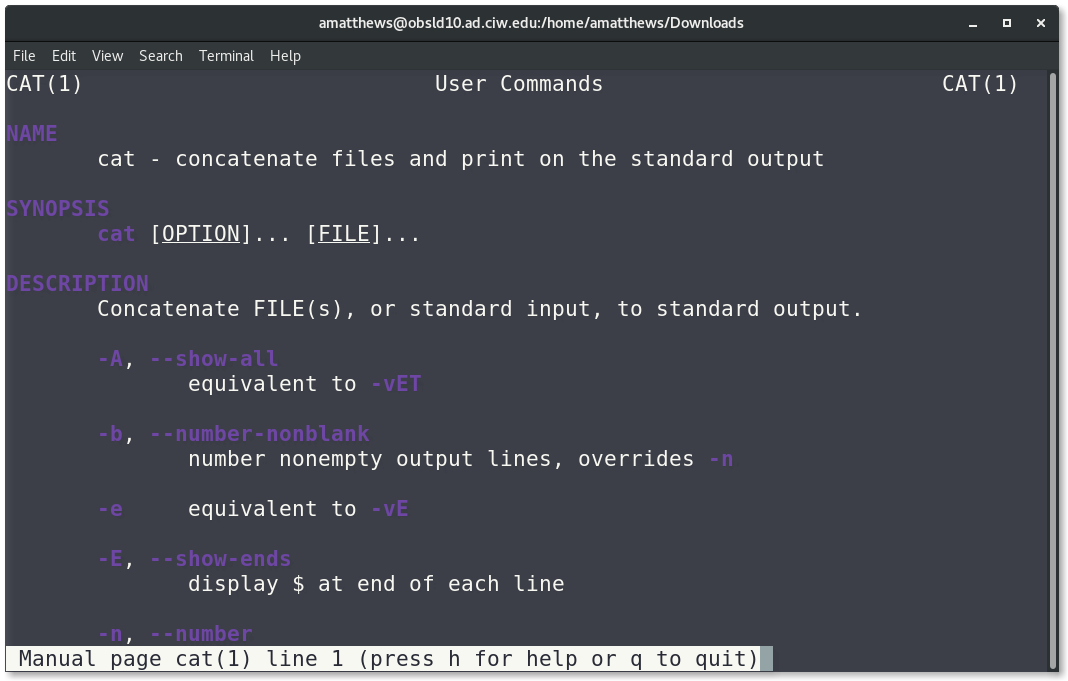 amatthews@obsld10.ad.ciw.edu:/home/amatthews/Downloads
File Edit View Search Terminal Help
CAT(1) User Commands CAT(1)
NAME
cat - concatenate files and print on the standard output
SYNOPSIS
cat [OPTION]... [FILE]...
DESCRIPTION
Concatenate FILE(s), or standard input, to standard output.
-A, --show-all
equivalent to -vET
-b, --number-nonblank
number nonempty output lines, overrides -n
-e equivalent to -vE
-E, --show-ends
display $ at end of each line
-n, --number
Manual page cat(1) line 1 (press h for help or q to quit)